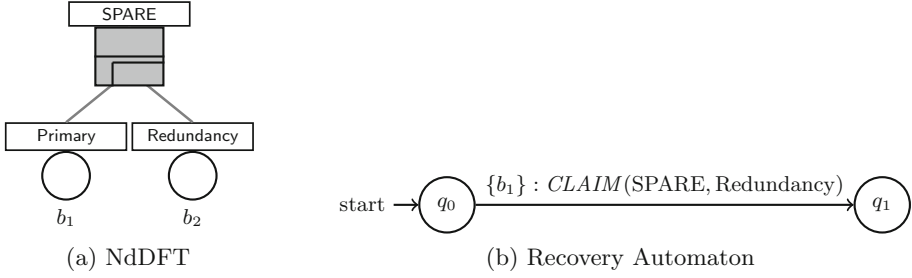 SPARE
Primary
Redundancy
b₁
b₂
(a) NdDFT
start
q₀
{b₁} : CLAIM(SPARE, Redundancy)
q₁
(b) Recovery Automaton